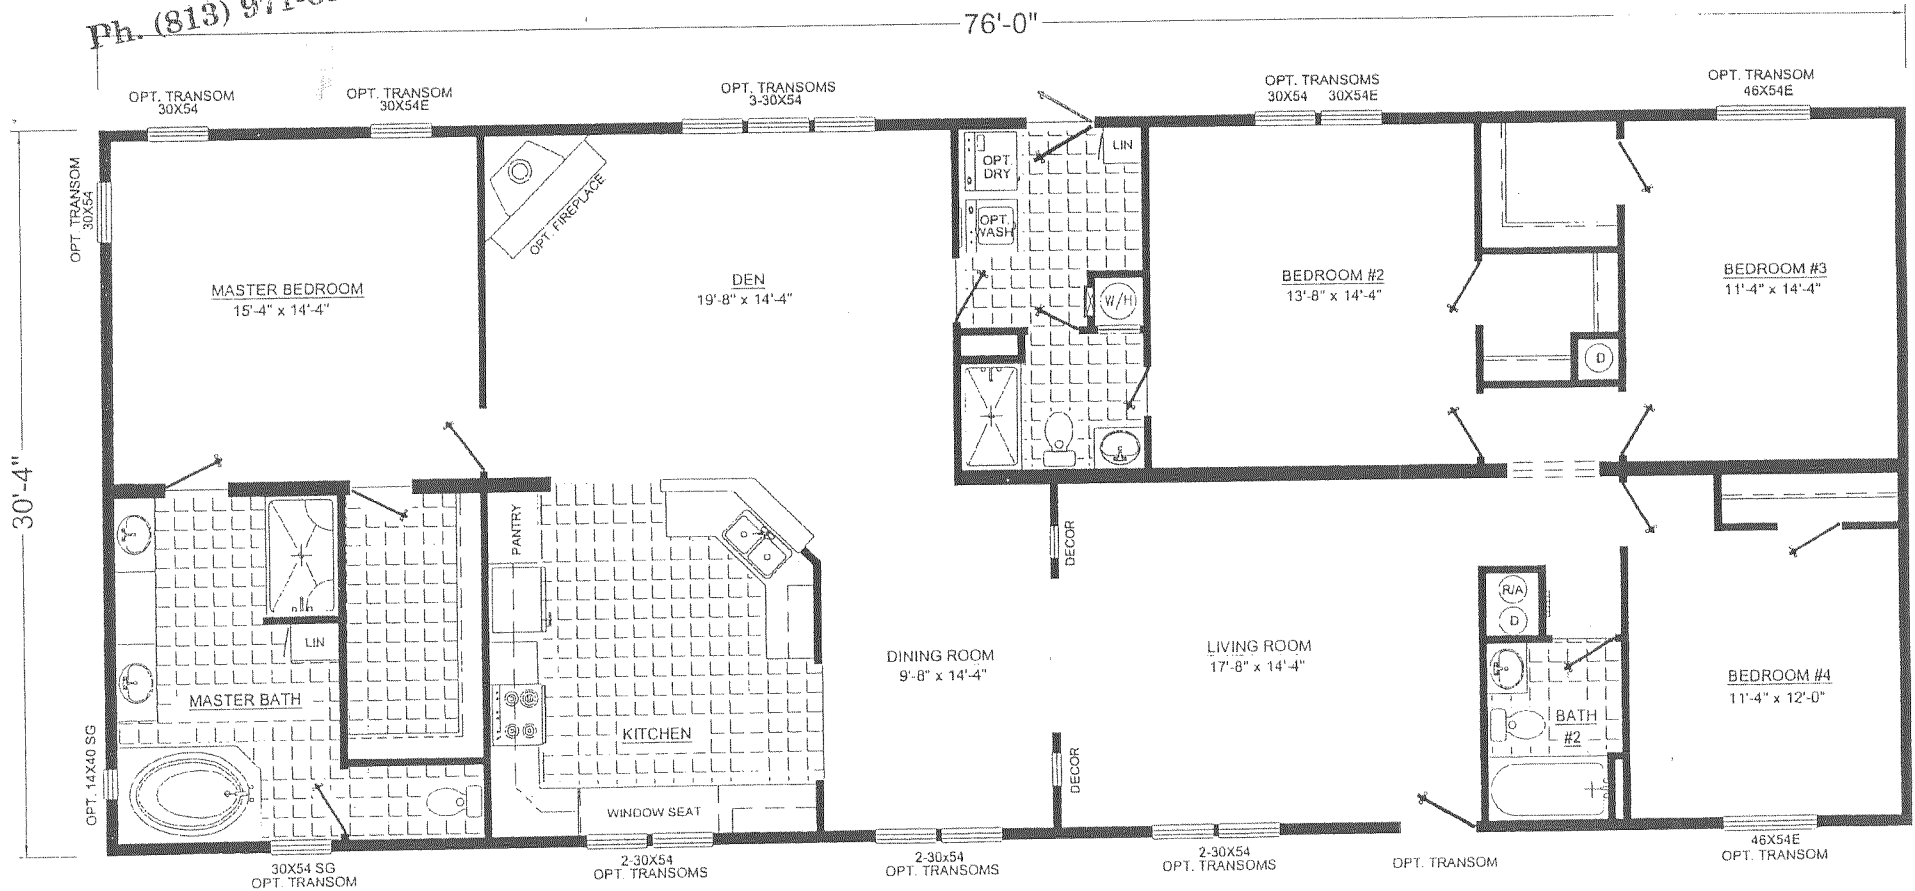 Ph. (813)
76'-0"
OPT. TRANSOM
30X54
OPT. TRANSOM
30X54E
OPT. TRANSOMS
3-30X54
OPT. TRANSOMS
30X54 30X54E
OPT. TRANSOM
46X54E
30'-4"
OPT. TRANSOM
30X54
MASTER BEDROOM
15'-4" x 14'-4"
OPT. FIREPLACE
DEN
19'-8" x 14'-4"
OPT.
DRY
OPT.
WASH
LIN
W/H
BEDROOM #2
13'-8" x 14'-4"
D
BEDROOM #3
11'-4" x 14'-4"
LIN
MASTER BATH
PANTRY
KITCHEN
WINDOW SEAT
DINING ROOM
9'-8" x 14'-4"
DECOR
DECOR
LIVING ROOM
17'-8" x 14'-4"
R/A
D
BATH
#2
BEDROOM #4
11'-4" x 12'-0"
OPT. 14X40 SG
30X54 SG
OPT. TRANSOM
2-30X54
OPT. TRANSOMS
2-30x54
OPT. TRANSOMS
2-30X54
OPT. TRANSOMS
OPT. TRANSOM
46X54E
OPT. TRANSOM